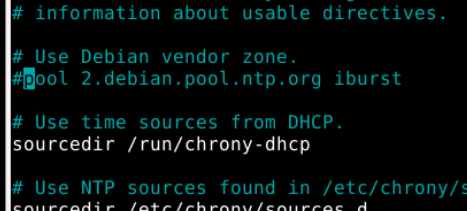 # information about usable directives.
# Use Debian vendor zone.
#pool 2.debian.pool.ntp.org iburst
# Use time sources from DHCP.
sourcedir /run/chrony-dhcp
# Use NTP sources found in /etc/chrony/s
sourcedir /etc/chrony/sources.d